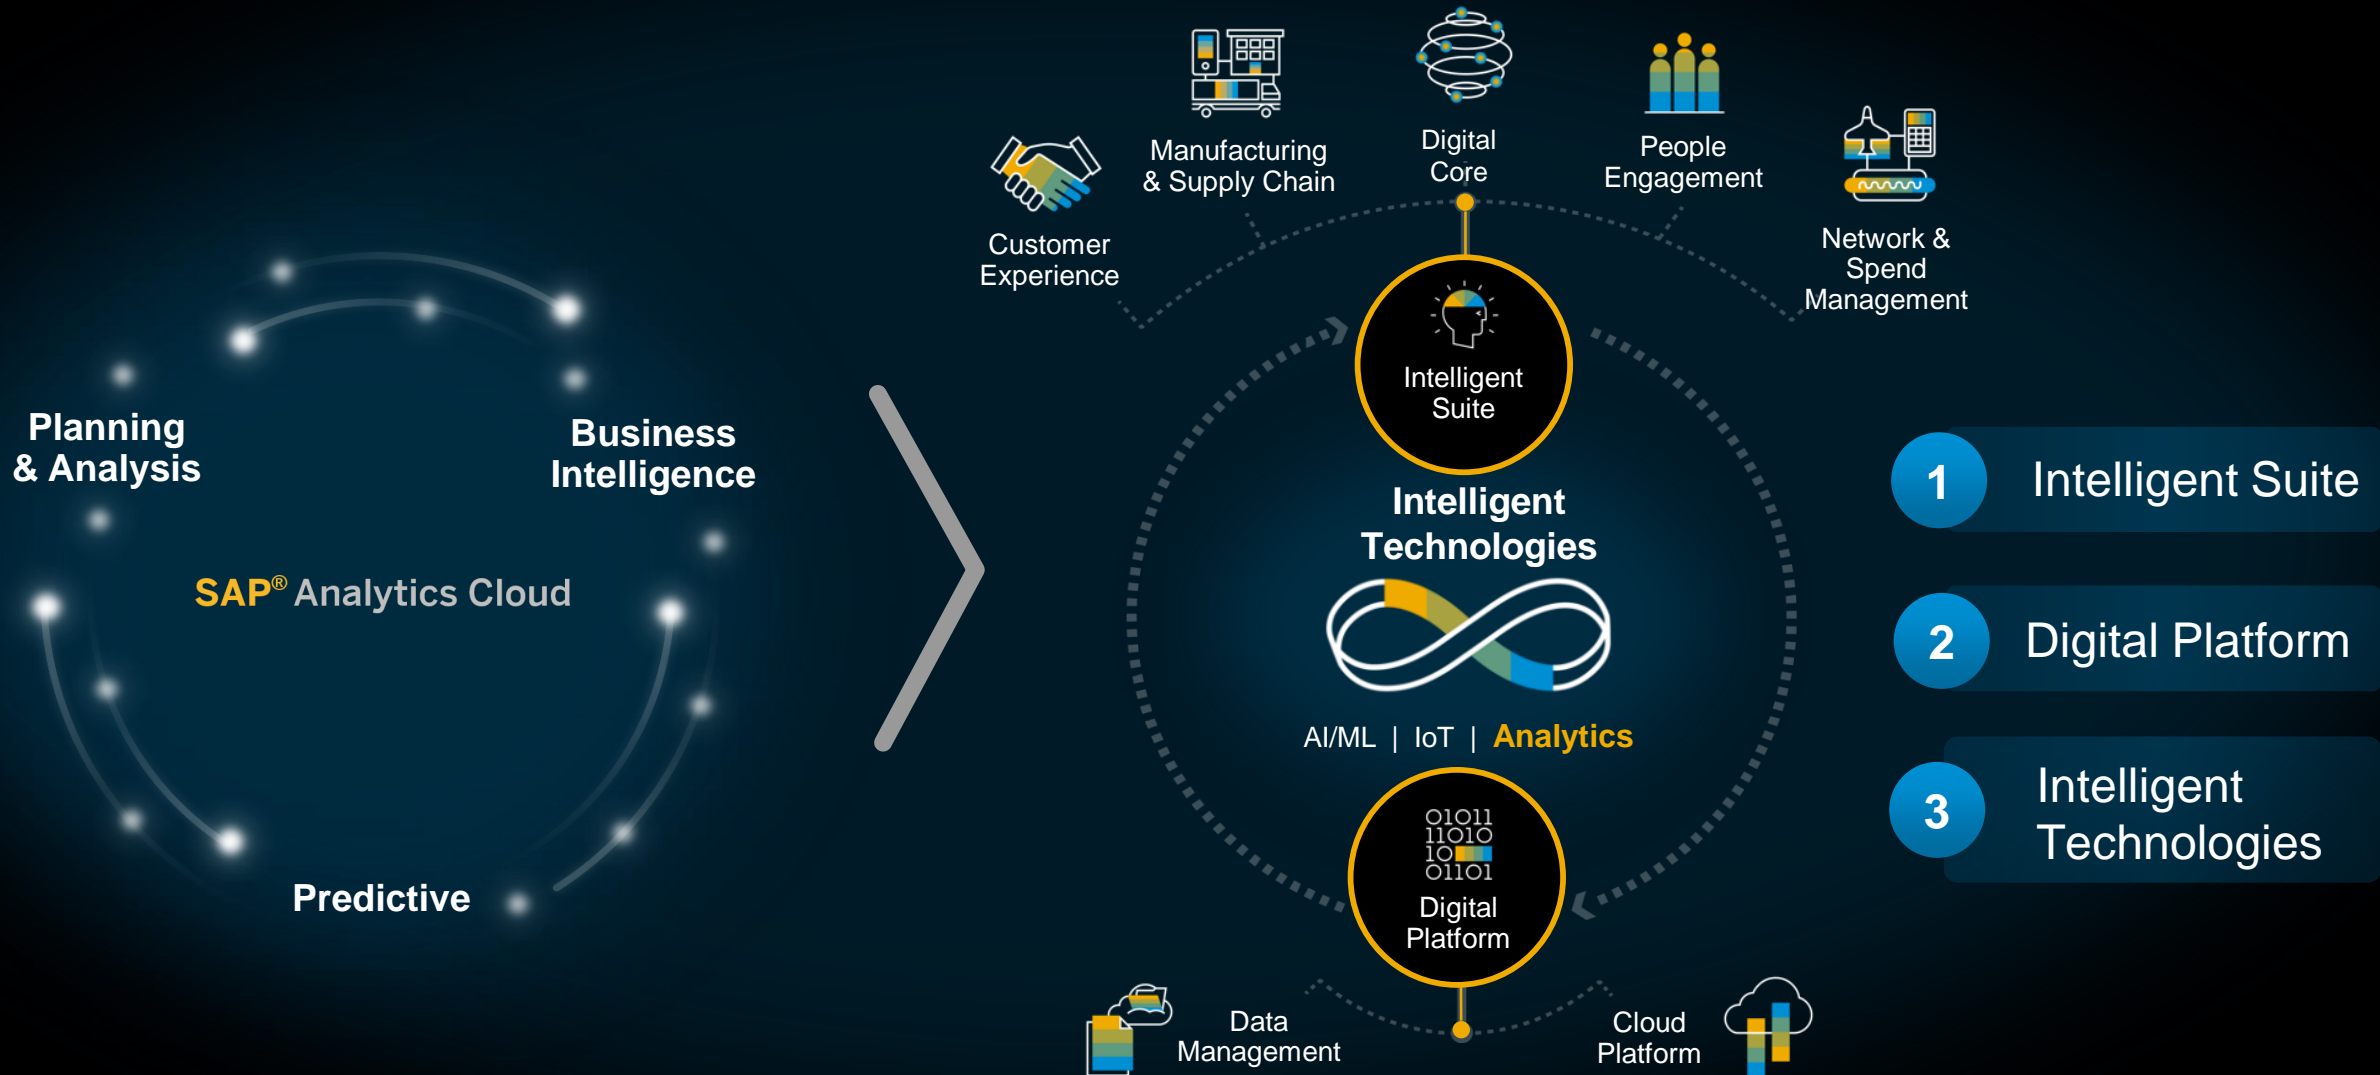 Planning
& Analysis
Business
Intelligence
SAP® Analytics Cloud
Predictive
Customer
Experience
Manufacturing
& Supply Chain
Digital
Core
People
Engagement
Network &
Spend
Management
Intelligent
Suite
Intelligent
Technologies
AI/ML | IoT | Analytics
01011
11010
10
01101
Digital
Platform
Data
Management
Cloud
Platform
1 Intelligent Suite
2 Digital Platform
3 Intelligent
Technologies